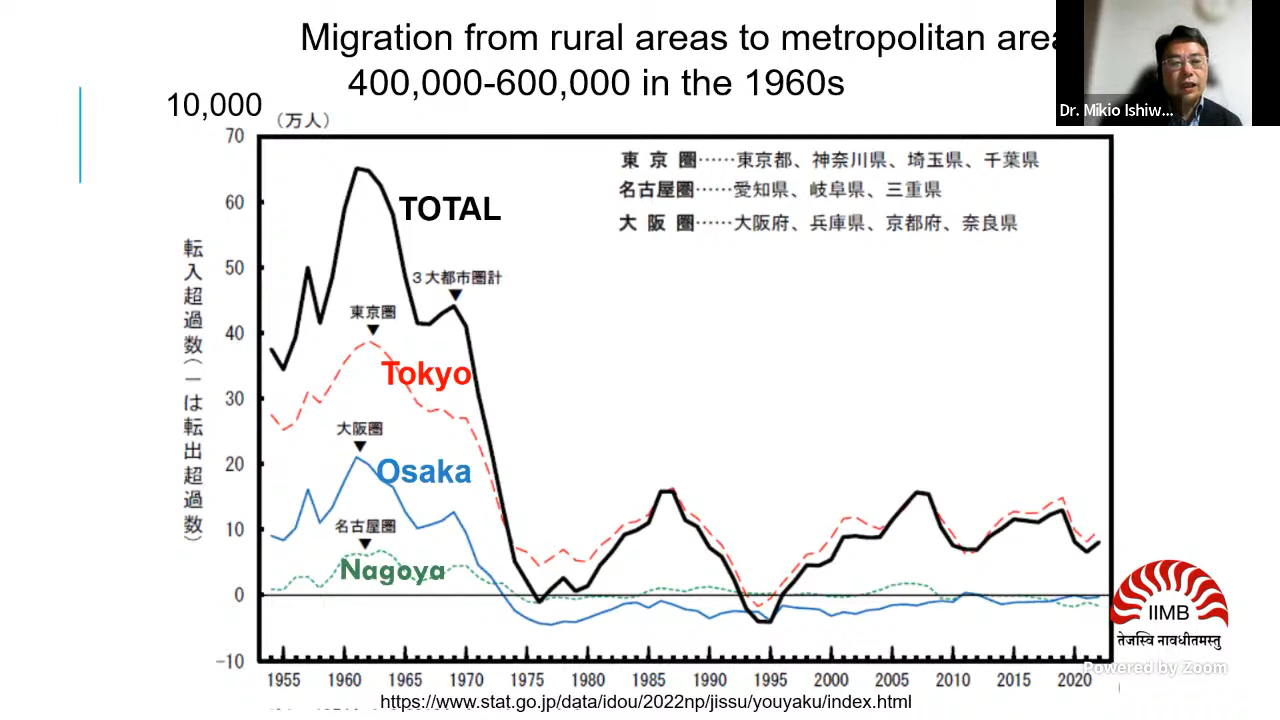 Migration from rural areas to metropolitan area
400,000-600,000 in the 1960s
Dr. Mikio Ishiw...
10,000
(万人)
70
60
50
40
30
20
10
0
-10
転入超過数(-は転出超過数)
東京圏……東京都、神奈川県、埼玉県、千葉県
名古屋圏……愛知県、岐阜県、三重県
大阪圏……大阪府、兵庫県、京都府、奈良県
TOTAL
3大都市圏計
東京圏
Tokyo
大阪圏
Osaka
名古屋圏
Nagoya
IIMB
तेजस्वि नावधीतमस्तु
Powered by Zoom
1955 1960 1965 1970 1975 1980 1985 1990 1995 2000 2005 2010 2015 2020
https://www.stat.go.jp/data/idou/2022np/jissu/youyaku/index.html